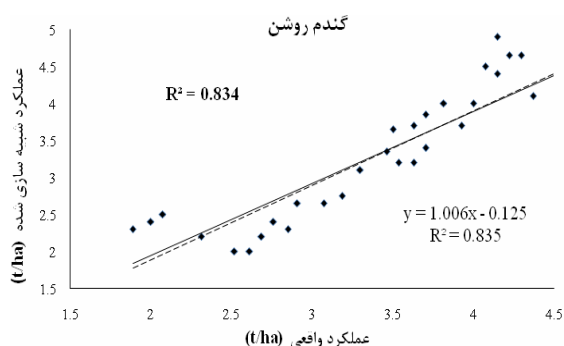 گندم روشن
عملکرد شبیه سازی شده
(t/ha)
5
4.5
4
3.5
3
2.5
2
1.5
R² = 0.834
y = 1.006x - 0.125
R² = 0.835
1.5 2 2.5 3 3.5 4 4.5
عملکرد واقعی (t/ha)